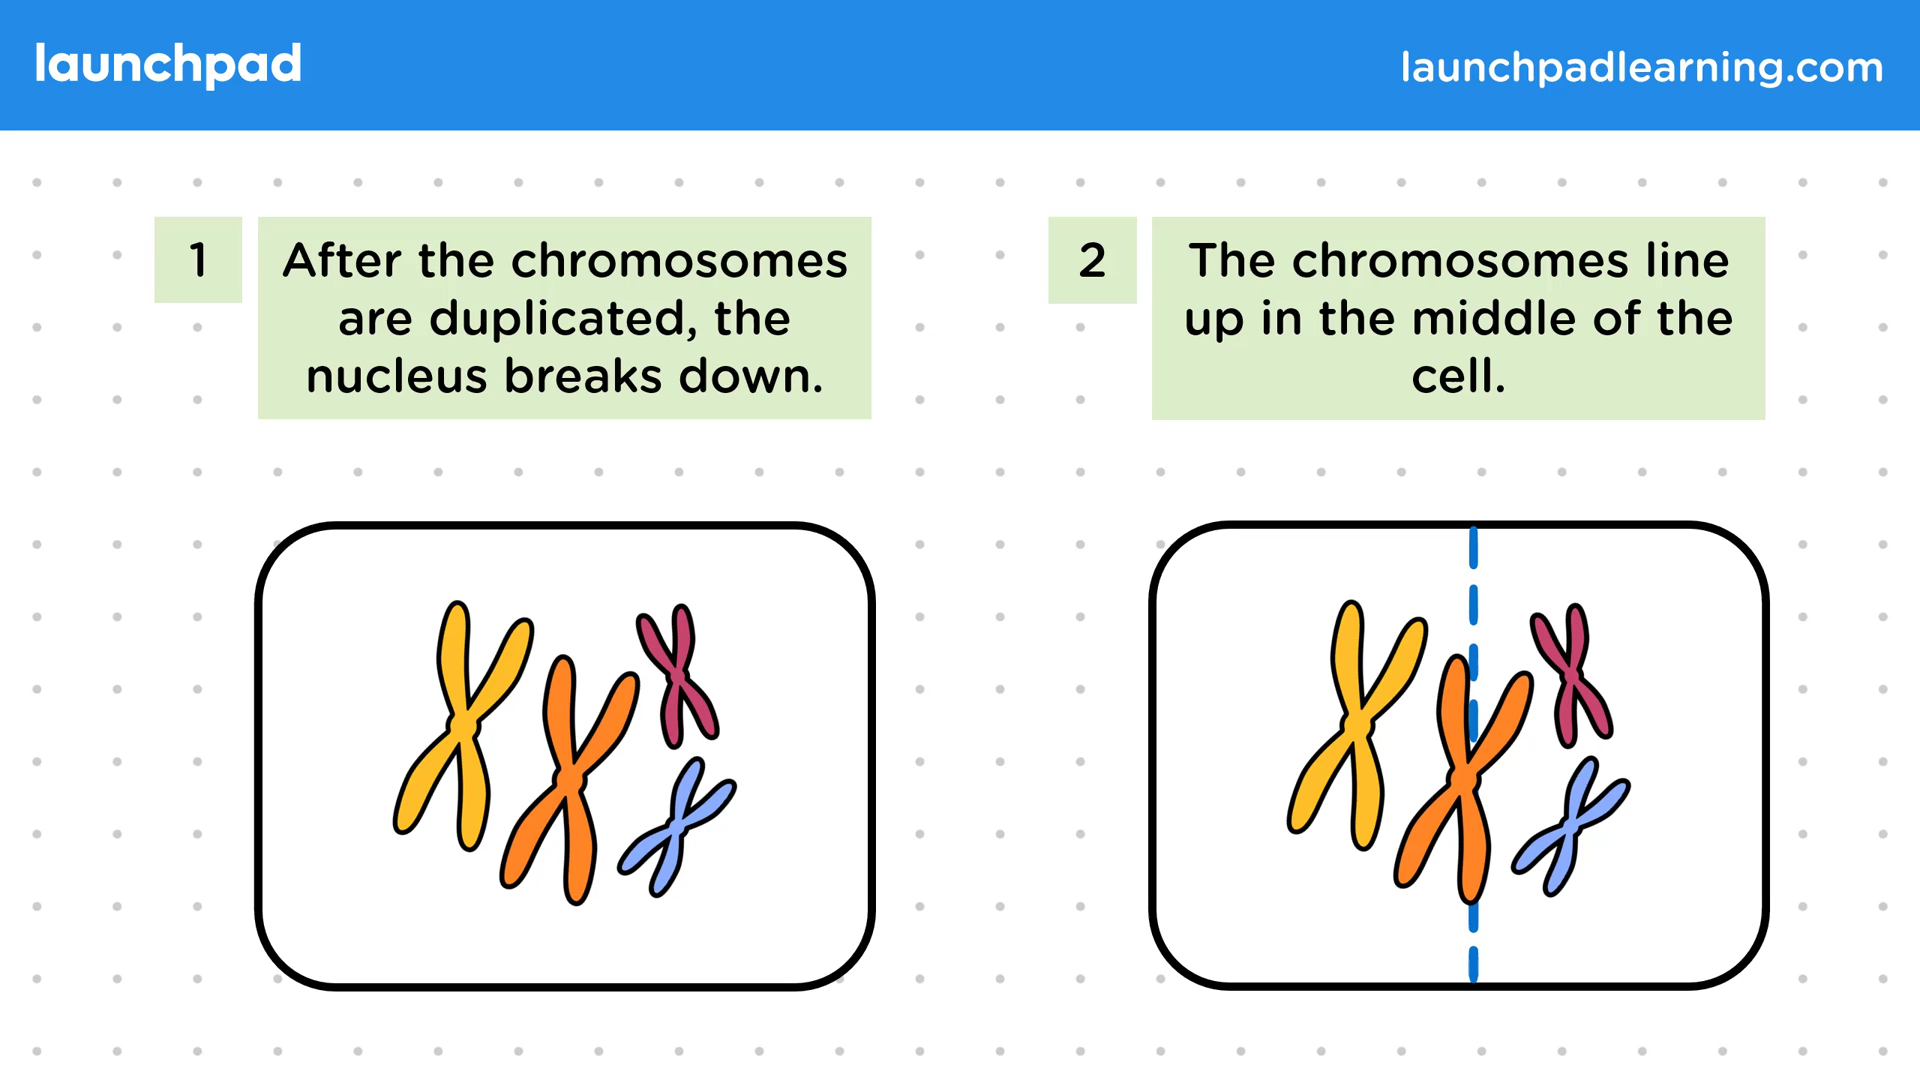 launchpad
launchpadlearning.com
1
After the chromosomes
are duplicated, the
nucleus breaks down.
2
The chromosomes line
up in the middle of the
cell.